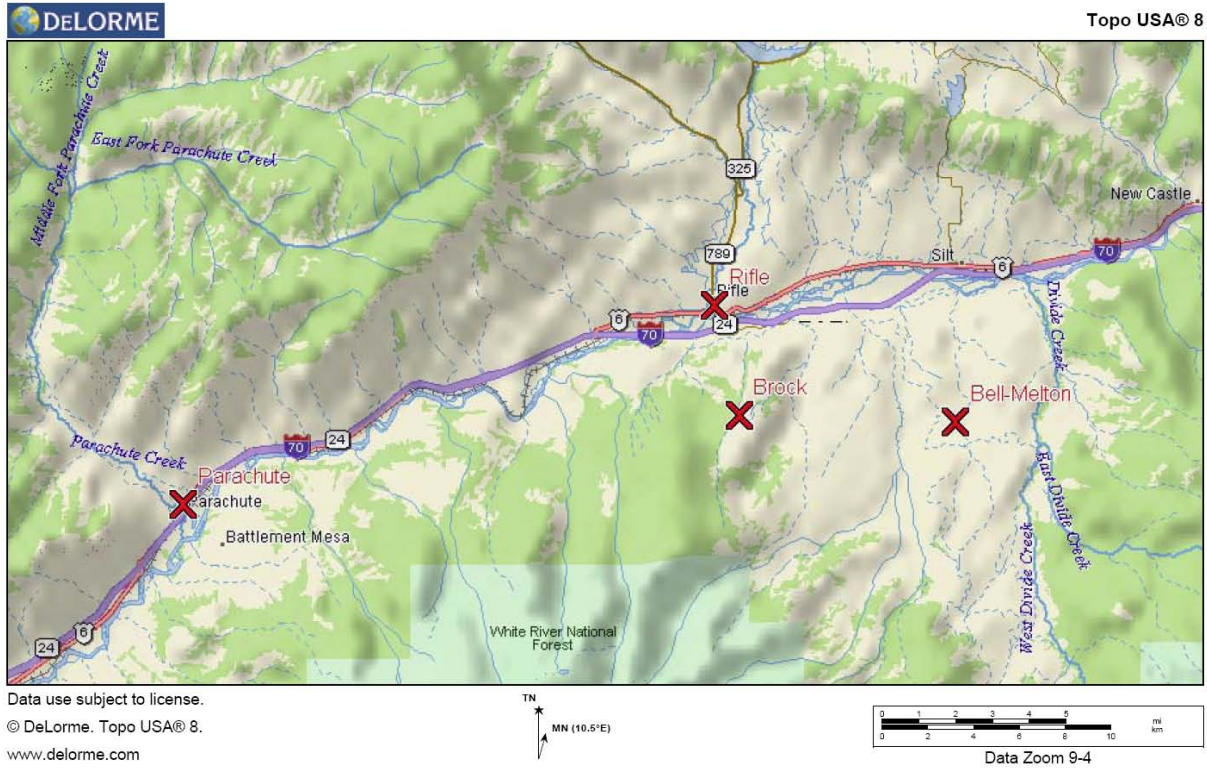 DELORME
Topo USA® 8
Middle Fork Parachute Creek
East Fork Parachute Creek
325
New Castle
789
Silt
6
70
Rifle
Rifle
6
24
70
Divide Creek
Brock
Bell-Melton
24
70
Parachute Creek
Parachute
Parachute
East Divide Creek
Battlement Mesa
West Divide Creek
White River National
Forest
6
24
Data use subject to license.
© DeLorme. Topo USA® 8.
www.delorme.com
TN
MN (10.5°E)
0 1 2 3 4 5
mi
km
0 2 4 6 8 10
Data Zoom 9-4